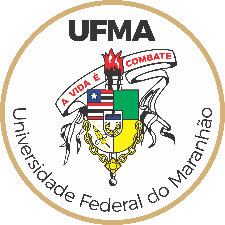 UFMA
A VIDA É COMBATE
Universidade Federal do Maranhão